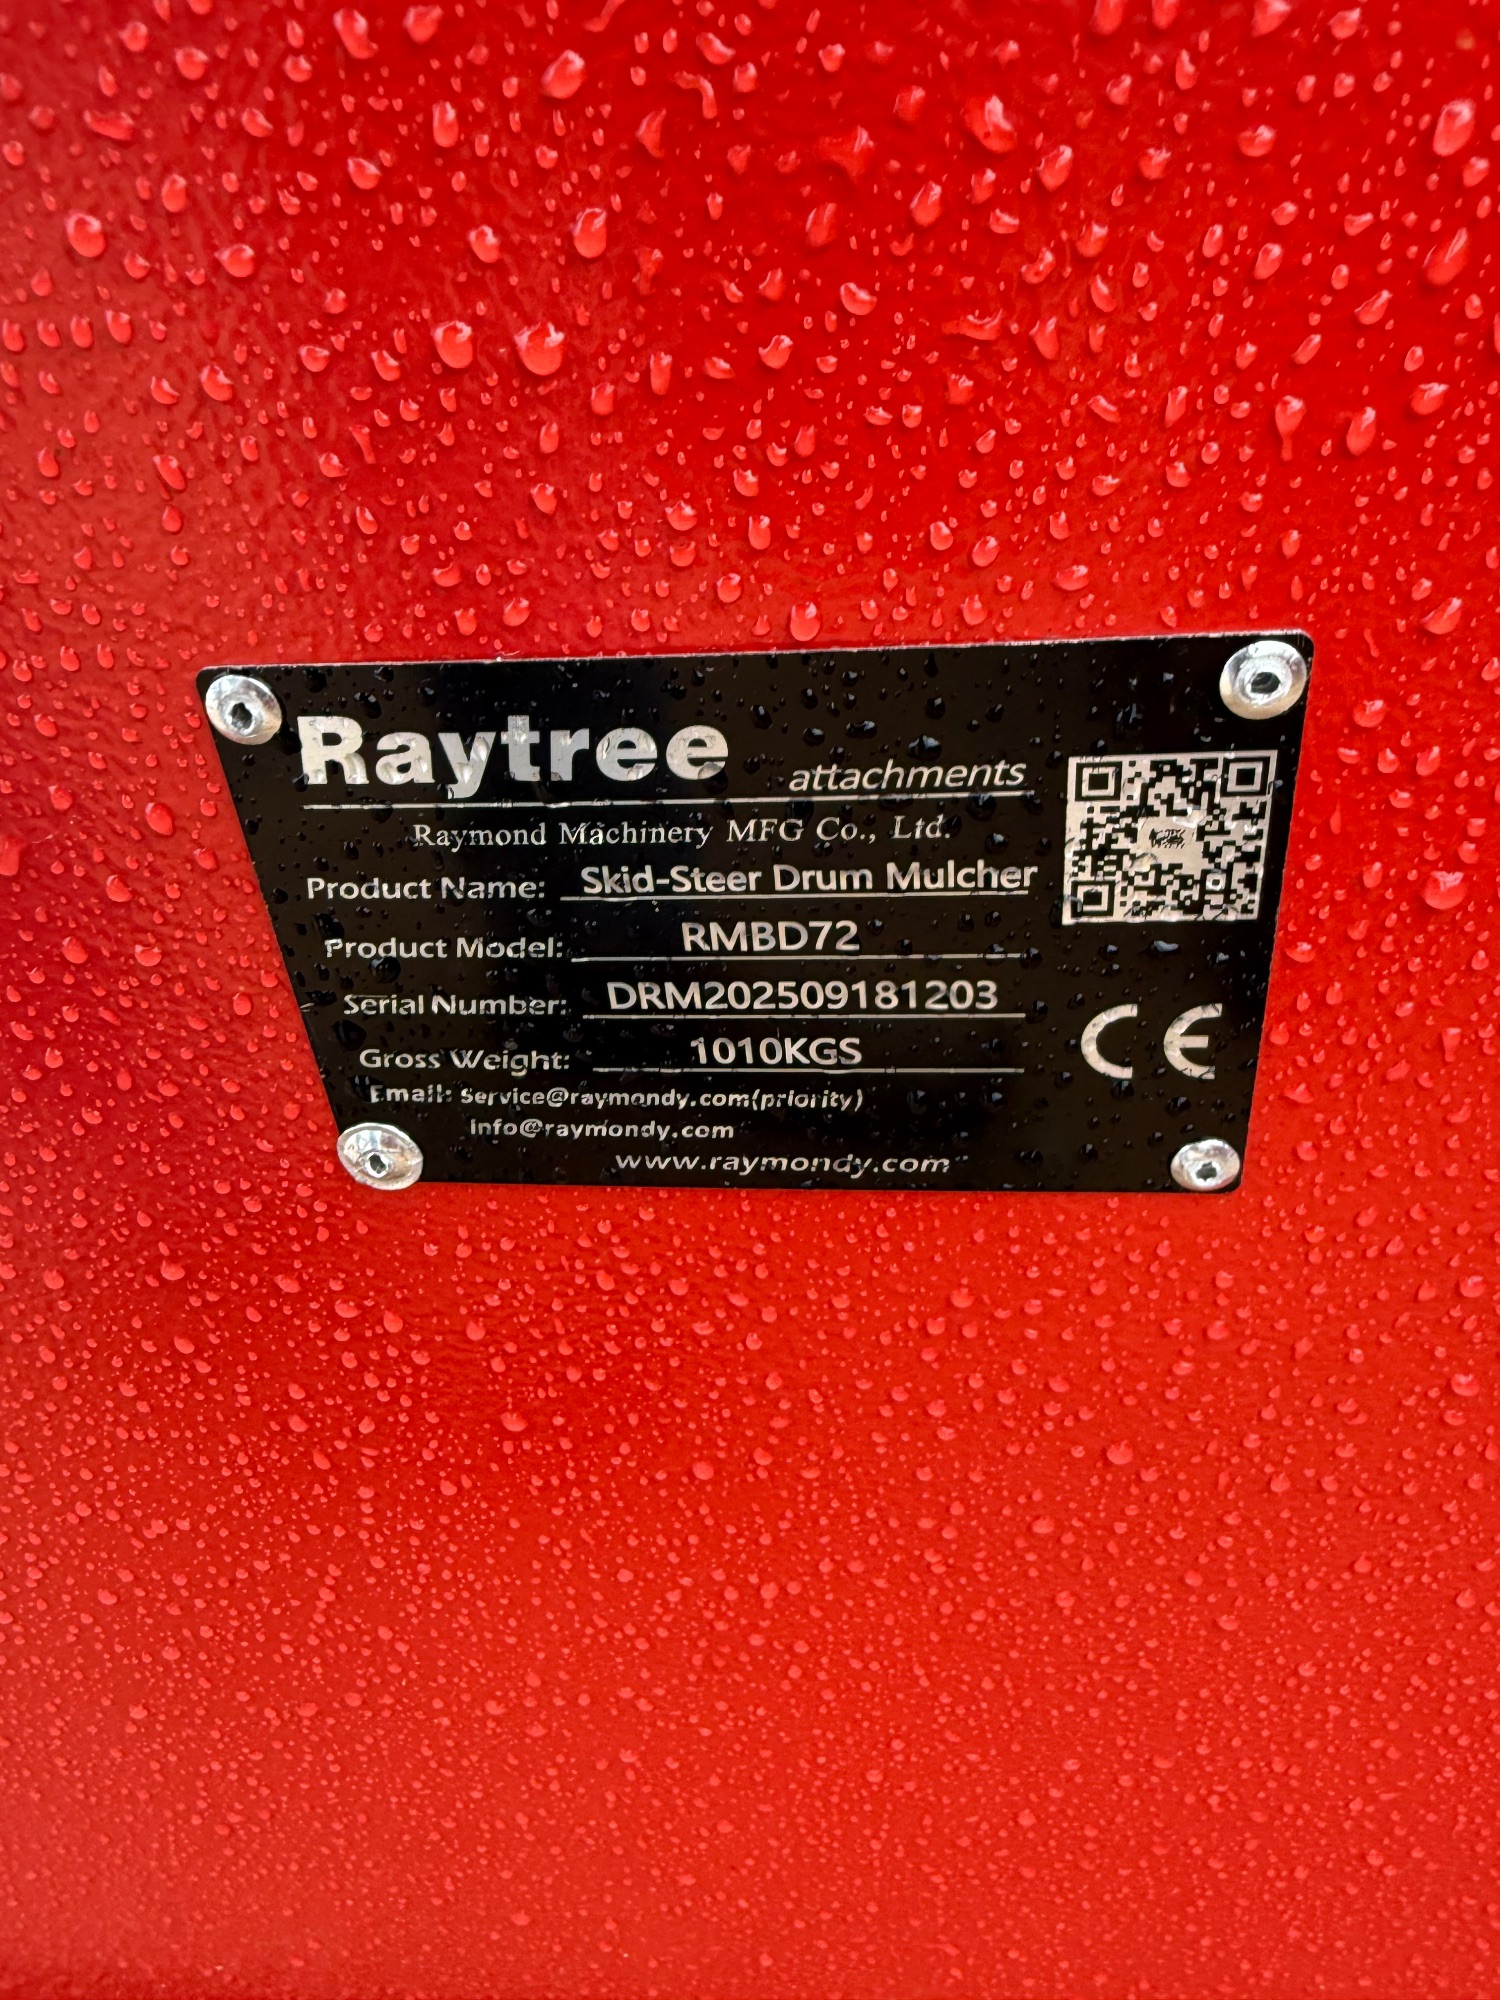 Raytree attachments
Raymond Machinery MFG Co., Ltd.
Product Name: Skid-Steer Drum Mulcher
Product Model: RMBD72
Serial Number: DRM202509181203
Gross Weight: 1010KGS
CE
Email: Service@raymondy.com(priority)
info@raymondy.com
www.raymondy.com